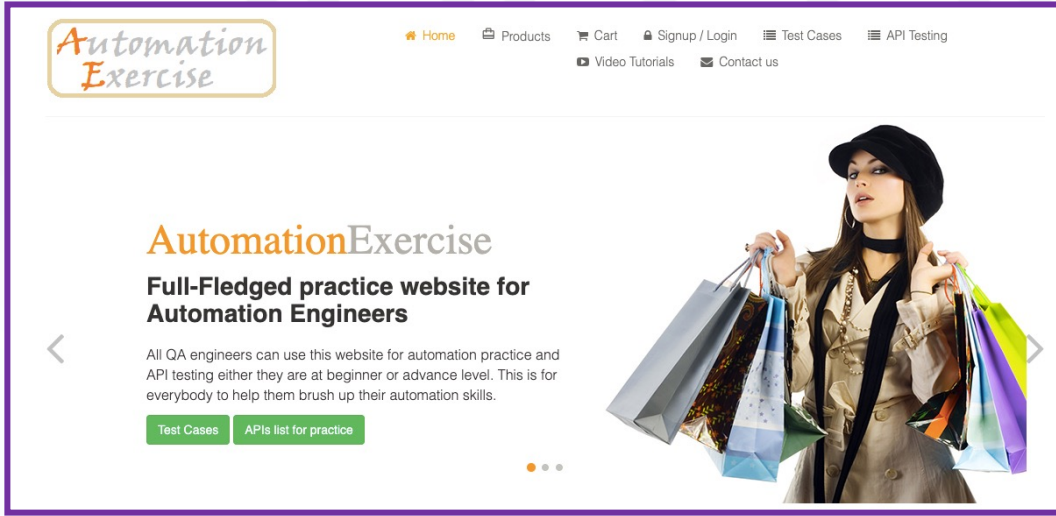 Automation
Exercise
Home Products Cart Signup / Login Test Cases API Testing
Video Tutorials Contact us
AutomationExercise
Full-Fledged practice website for
Automation Engineers
All QA engineers can use this website for automation practice and
API testing either they are at beginner or advance level. This is for
everybody to help them brush up their automation skills.
Test Cases APIs list for practice